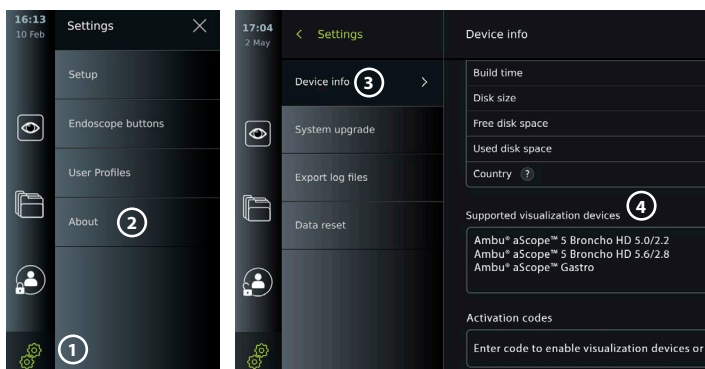 16:13
10 Feb
Settings
Setup
Endoscope buttons
User Profiles
About
2
1
17:04
2 May
< Settings
Device info
3
System upgrade
Export log files
Data reset
Device info
Build time
Disk size
Free disk space
Used disk space
Country ?
Supported visualization devices
4
Ambu® aScope™ 5 Broncho HD 5.0/2.2
Ambu® aScope™ 5 Broncho HD 5.6/2.8
Ambu® aScope™ Gastro
Activation codes
Enter code to enable visualization devices or